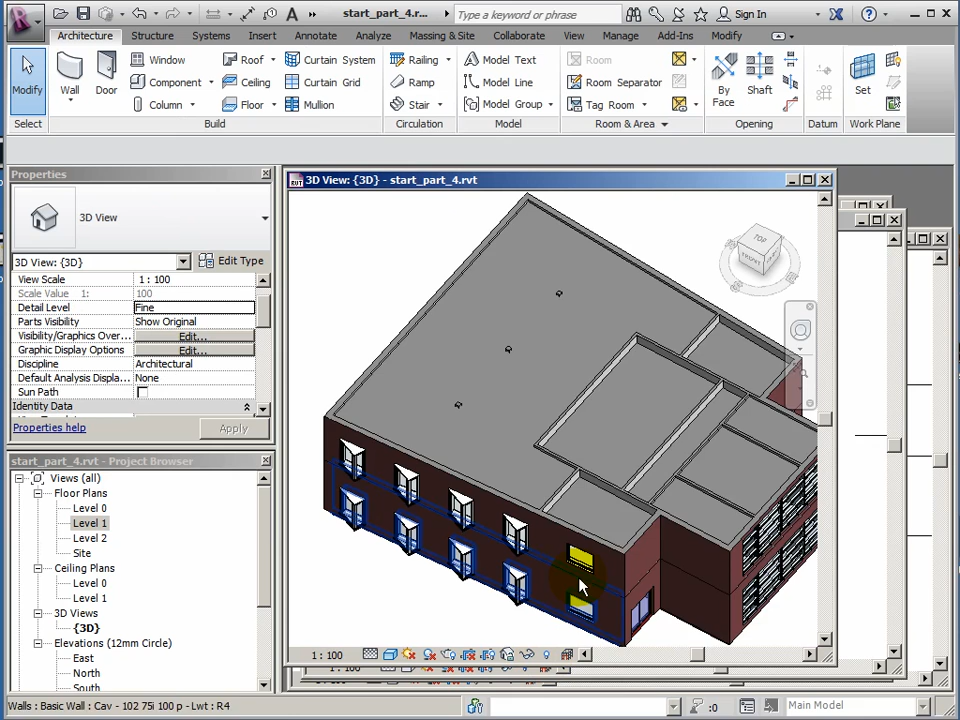 start_part_4.r...
Type a keyword or phrase
Sign In
Architecture Structure Systems Insert Annotate Analyze Massing & Site Collaborate View Manage Add-Ins Modify
Modify
Wall
Door
Window
Component
Column
Roof
Ceiling
Floor
Curtain System
Curtain Grid
Mullion
Railing
Ramp
Stair
Model Text
Model Line
Model Group
Room
Room Separator
Tag Room
By Face
Shaft
Set
Select Build Circulation Model Room & Area Opening Datum Work Plane
Properties
3D View
3D View: {3D}
Edit Type
View Scale 1 : 100
Scale Value 1: 100
Detail Level Fine
Parts Visibility Show Original
Visibility/Graphics Over... Edit...
Graphic Display Options Edit...
Discipline Architectural
Default Analysis Displa... None
Sun Path
Identity Data
Properties help
Apply
start_part_4.rvt - Project Browser
Views (all)
Floor Plans
Level 0
Level 1
Level 2
Site
Ceiling Plans
Level 0
Level 1
3D Views
{3D}
Elevations (12mm Circle)
East
North
South
3D View: {3D} - start_part_4.rvt
TOP
FRONT
1 : 100
Walls : Basic Wall : Cav - 102 75i 100 p - Lwt : R4
:0
Main Model